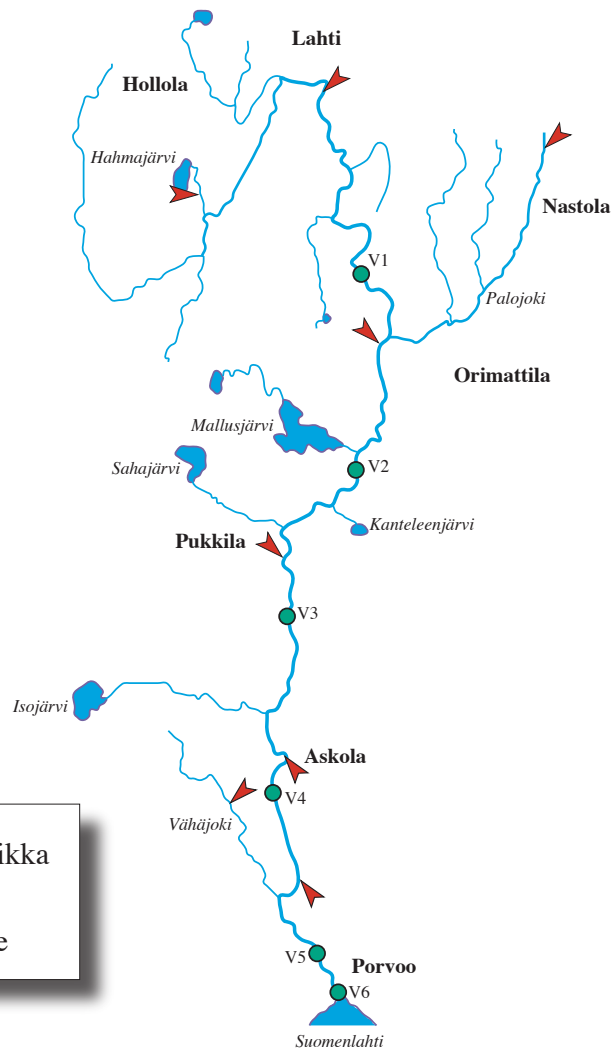 Lahti
Hollola
Hahmajärvi
Nastola
V1
Palojoki
Orimattila
Mallusjärvi
Sahajärvi
V2
Kanteleenjärvi
Pukkila
V3
Isojärvi
Askola
V4
Vähäjoki
ikka
e
V5
Porvoo
V6
Suomenlahti